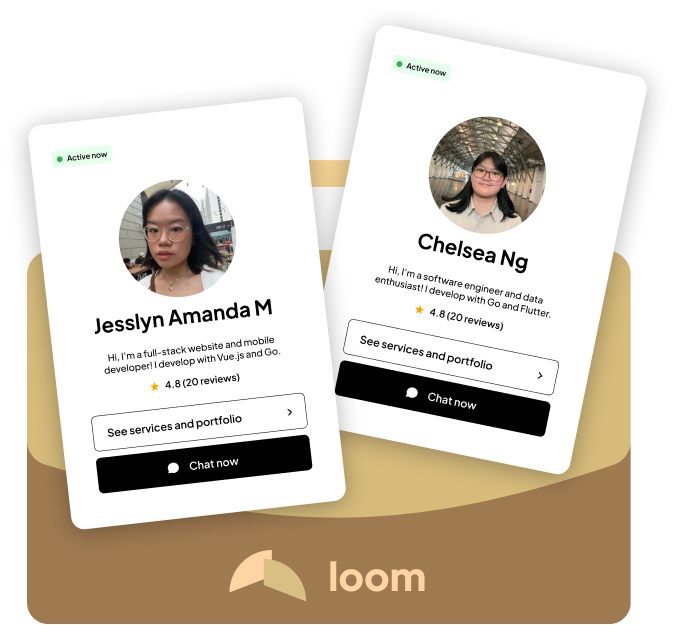 Active now
Jesslyn Amanda M
Hi, I'm a full-stack website and mobile
developer! I develop with Vue.js and Go.
4.8 (20 reviews)
See services and portfolio
Chat now
Active now
Chelsea Ng
Hi, I'm a software engineer and data
enthusiast! I develop with Go and Flutter.
4.8 (20 reviews)
See services and portfolio
Chat now
loom